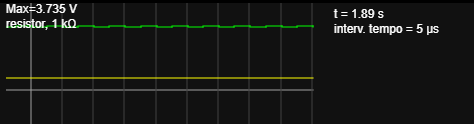 Max=3.735 V
resistor, 1 kΩ
t = 1.89 s
interv. tempo = 5 µs